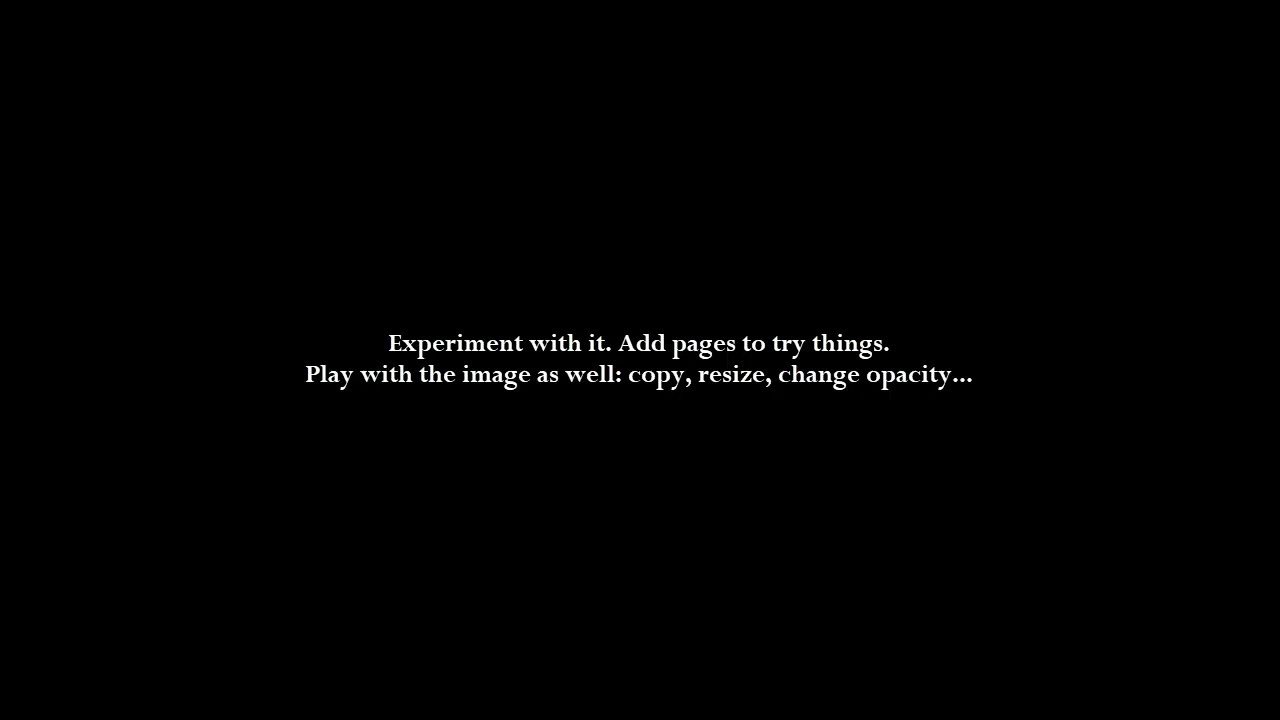 Experiment with it. Add pages to try things.
Play with the image as well: copy, resize, change opacity...